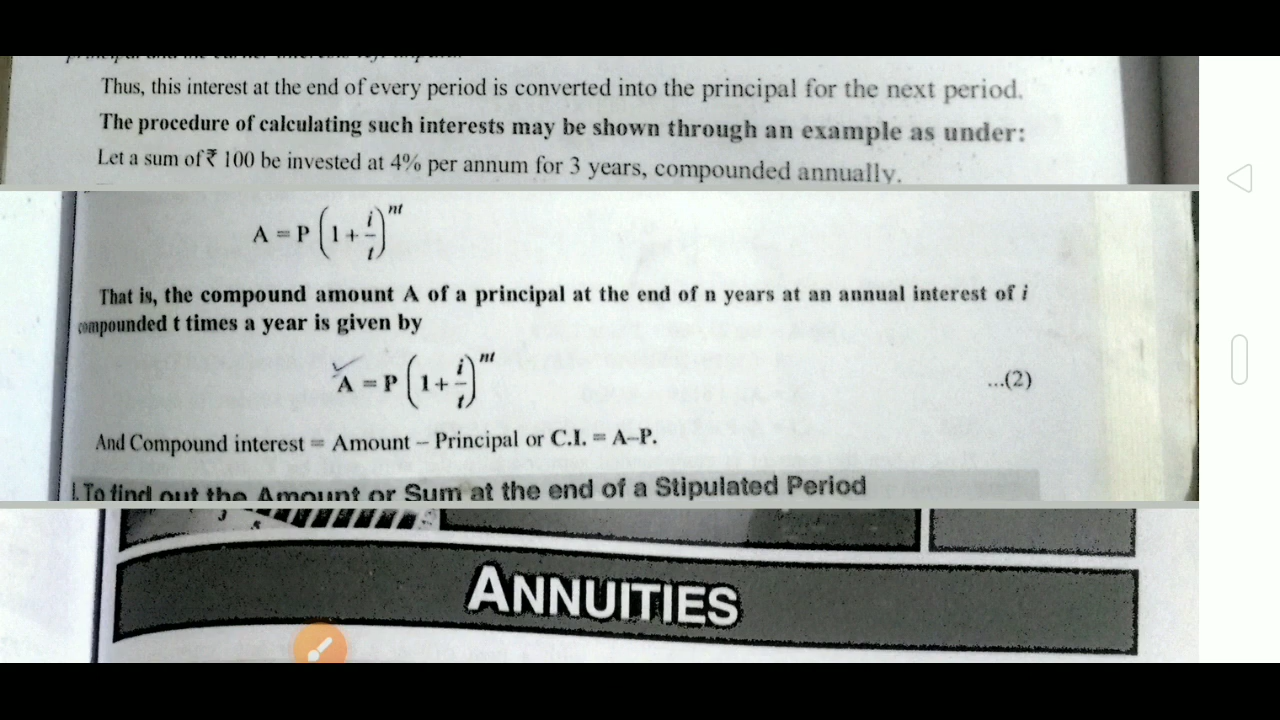 Thus, this interest at the end of every period is converted into the principal for the next period.
The procedure of calculating such interests may be shown through an example as under:
Let a sum of ₹ 100 be invested at 4% per annum for 3 years, compounded annually.
A = P (1 + i/t)^nt
That is, the compound amount A of a principal at the end of n years at an annual interest of i
compounded t times a year is given by
A = P (1 + i/t)^nt ...(2)
And Compound interest = Amount – Principal or C.I. = A–P.
I. To find out the Amount or Sum at the end of a Stipulated Period
ANNUITIES